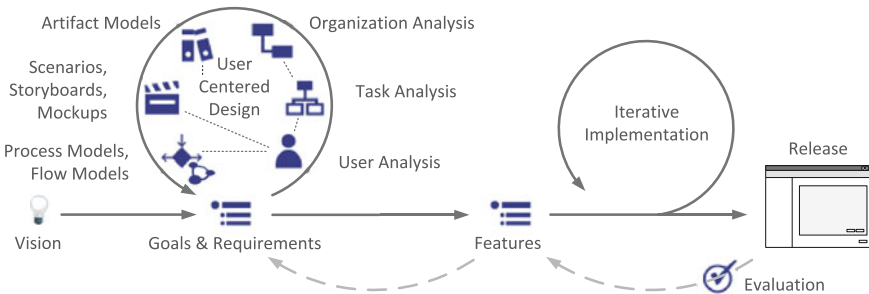 Artifact Models
Organization Analysis
User
Centered
Design
Scenarios,
Storyboards,
Mockups
Task Analysis
Process Models,
Flow Models
User Analysis
Iterative
Implementation
Release
Vision
Goals & Requirements
Features
Evaluation